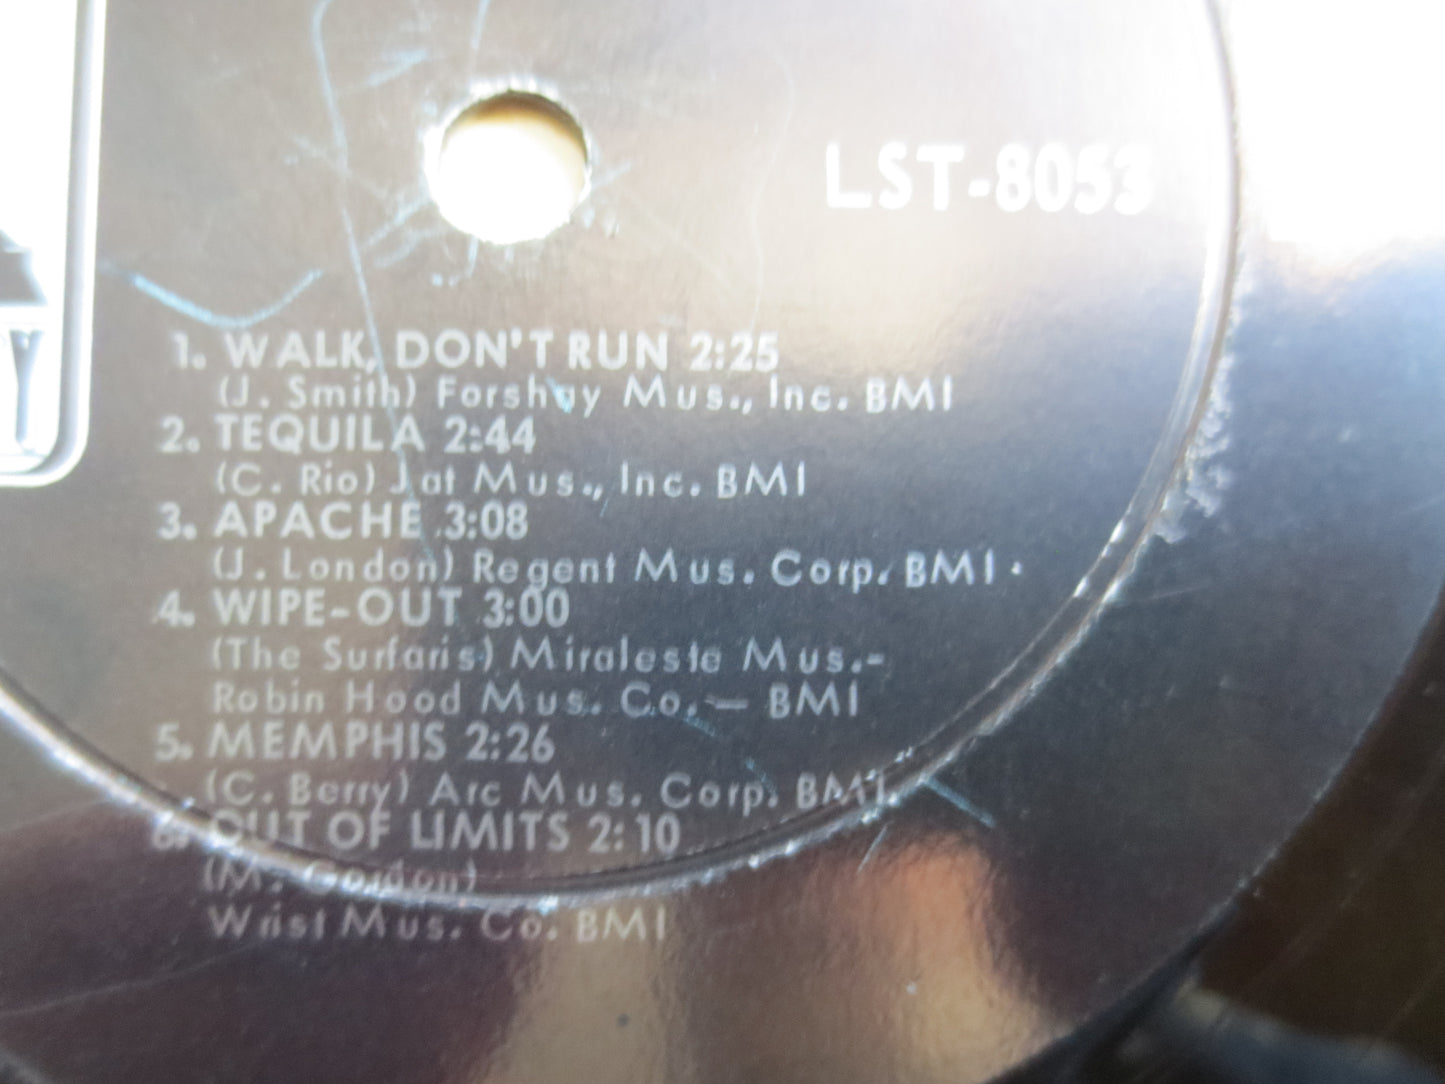 LST-8053
Y
1. WALK, DON'T RUN 2:25
(J. Smith) Forshay Mus., Inc. BMI
2. TEQUILA 2:44
(C. Rio) Jat Mus., Inc. BMI
3. APACHE 3:08
(J. London) Regent Mus. Corp. BMI
4. WIPE-OUT 3:00
(The Surfaris) Miraleste Mus.-
Robin Hood Mus. Co. — BMI
5. MEMPHIS 2:26
(C. Berry) Arc Mus. Corp. BMI.
6. OUT OF LIMITS 2:10
(M. Gordon)
Wrist Mus. Co. BMI